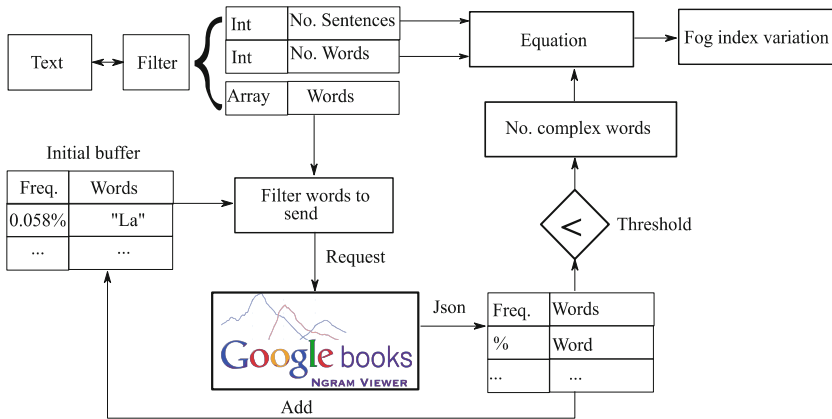 Int No. Sentences
Int No. Words
Array Words
Text
Filter
Equation
Fog index variation
No. complex words
Initial buffer
Freq. Words
0.058% "La"
... ...
Filter words to
send
Request
<
Threshold
Google books
NGRAM VIEWER
Json
Freq. Words
% Word
... ...
Add